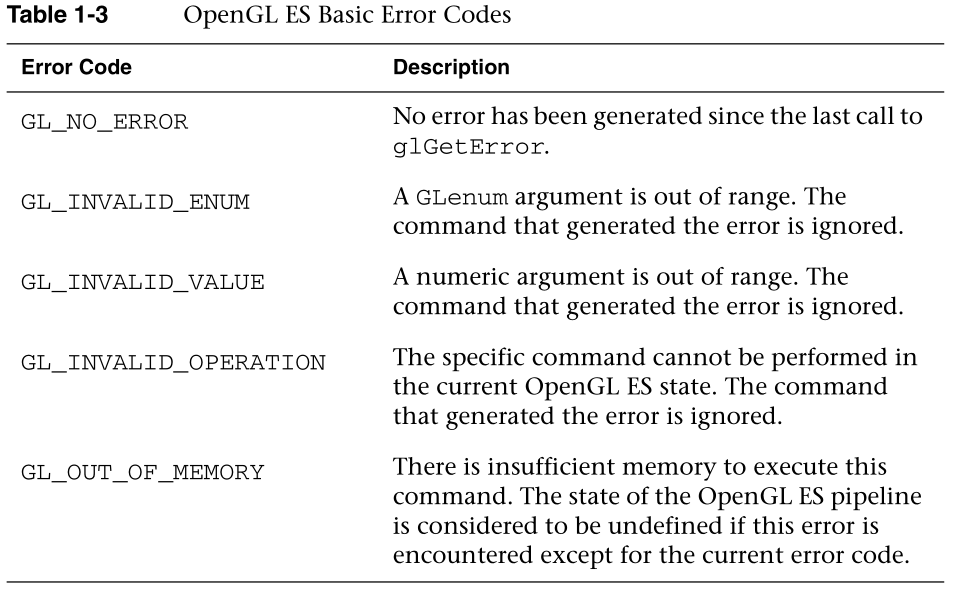 Table 1-3 OpenGL ES Basic Error Codes
Error Code Description
GL_NO_ERROR No error has been generated since the last call to
glGetError.
GL_INVALID_ENUM A GLenum argument is out of range. The
command that generated the error is ignored.
GL_INVALID_VALUE A numeric argument is out of range. The
command that generated the error is ignored.
GL_INVALID_OPERATION The specific command cannot be performed in
the current OpenGL ES state. The command
that generated the error is ignored.
GL_OUT_OF_MEMORY There is insufficient memory to execute this
command. The state of the OpenGL ES pipeline
is considered to be undefined if this error is
encountered except for the current error code.